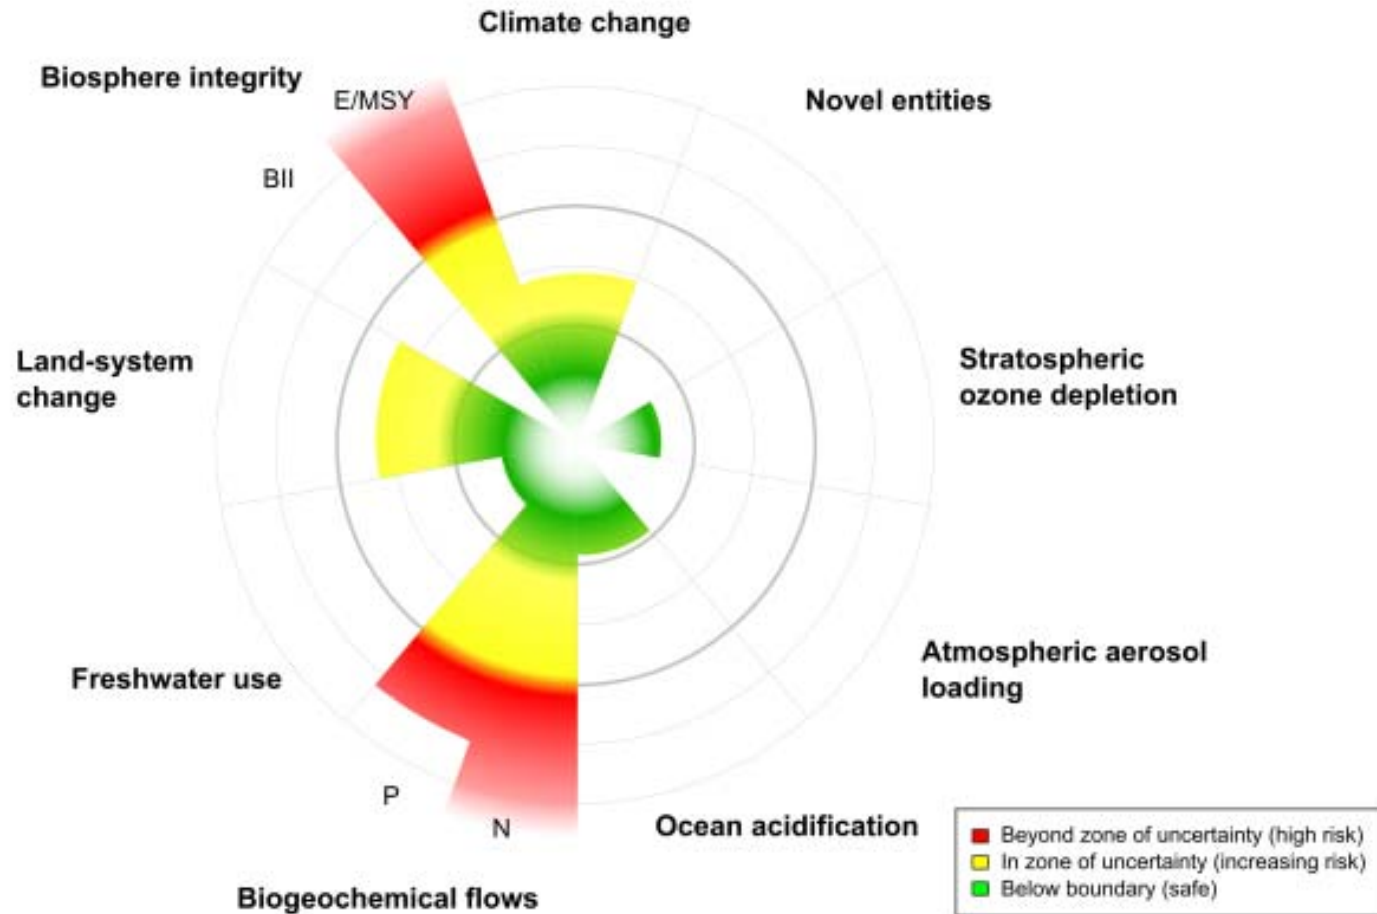 Climate change
Biosphere integrity
E/MSY
Novel entities
BII
Land-system
change
Stratospheric
ozone depletion
Freshwater use
Atmospheric aerosol
loading
P
N
Ocean acidification
Biogeochemical flows
Beyond zone of uncertainty (high risk)
In zone of uncertainty (increasing risk)
Below boundary (safe)